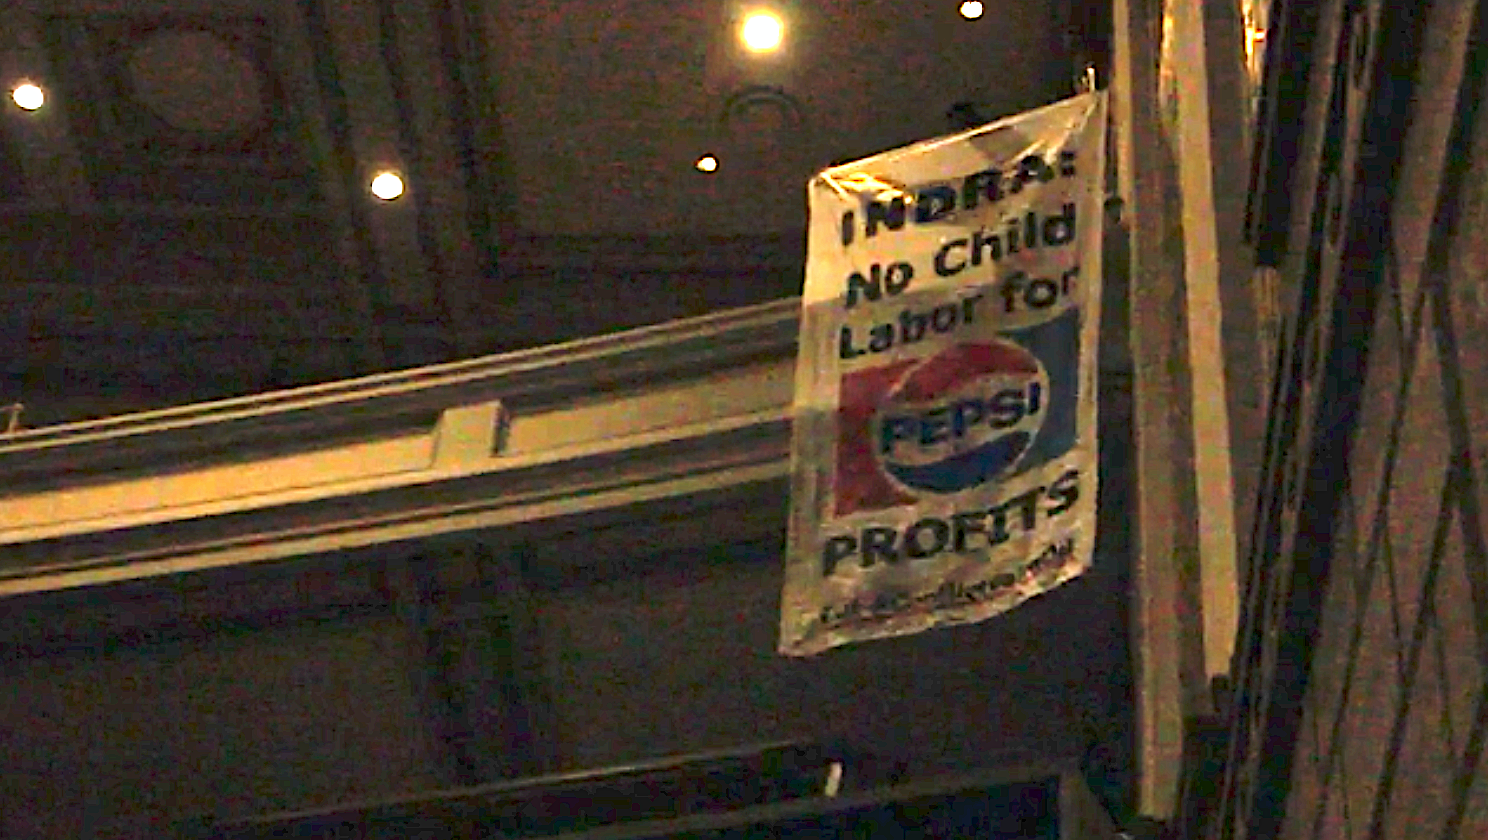 INDRA:
No Child
Labor for
PEPSI
PROFITS